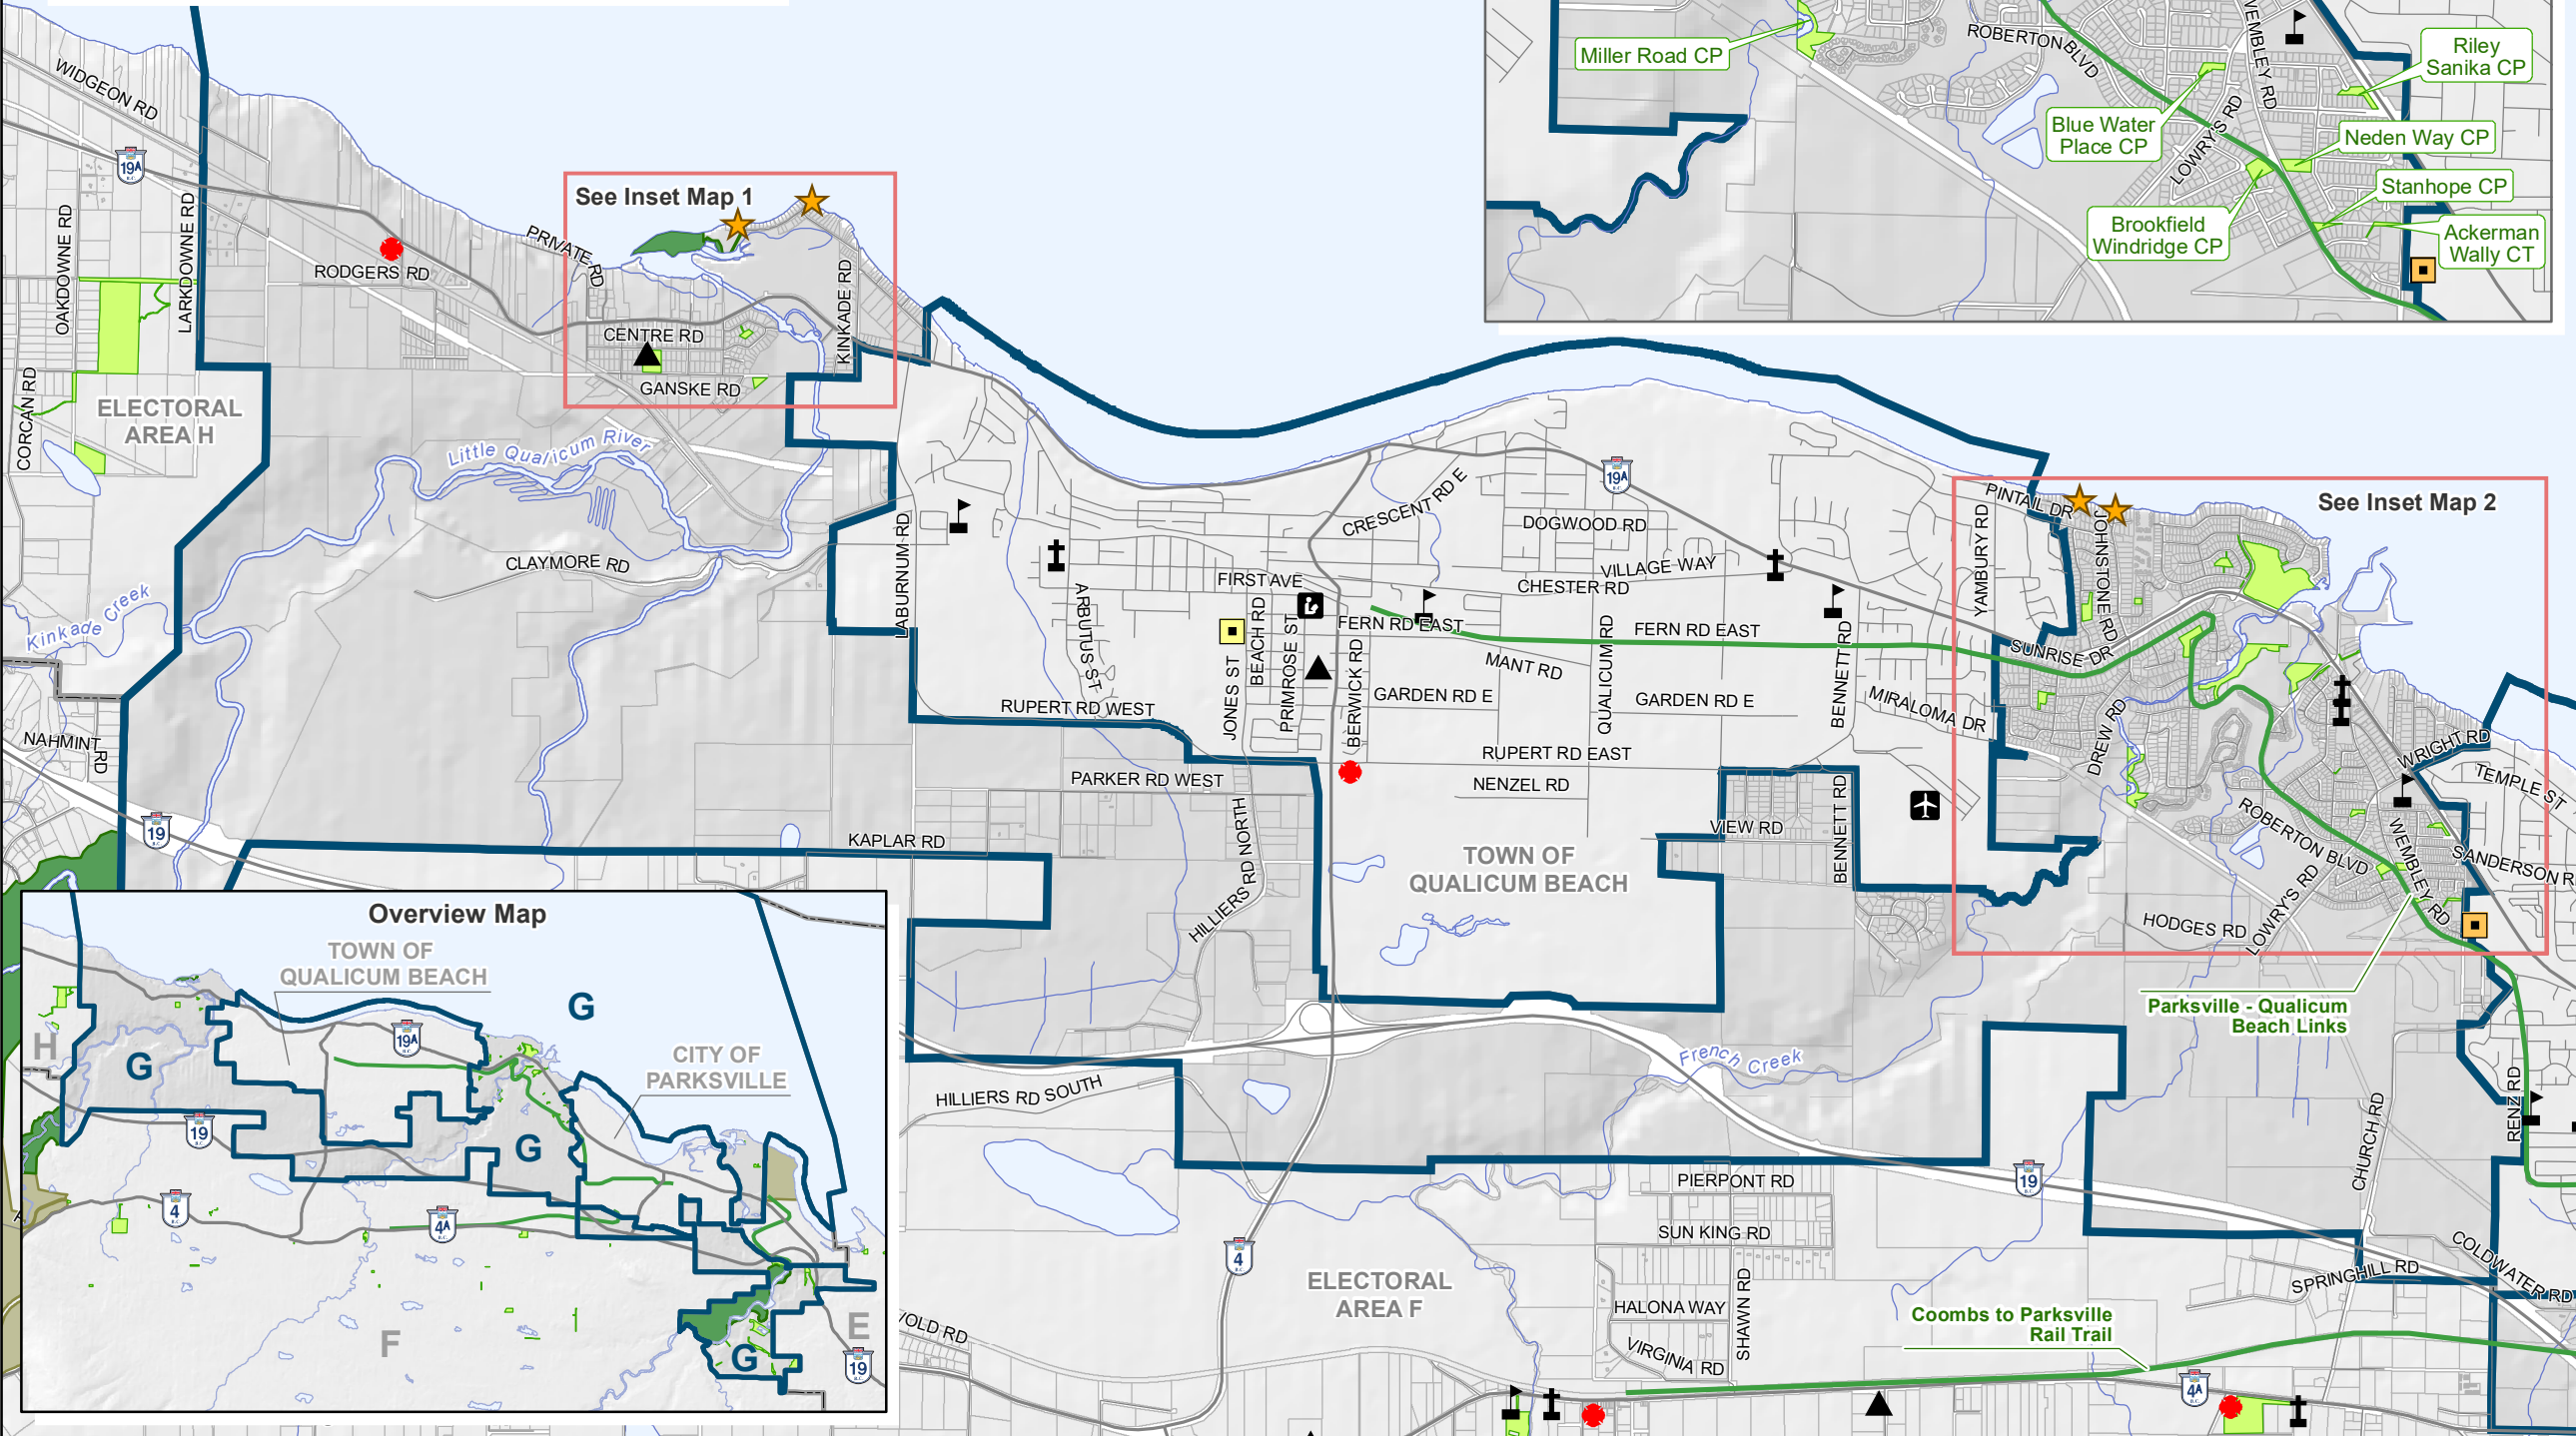 Miller Road CP
ROBERTON BLVD
WEMBLEY RD
LOWRY'S RD
Riley
Sanika CP
Blue Water
Place CP
Neden Way CP
Stanhope CP
Brookfield
Windridge CP
Ackerman
Wally CT
WIDGEON RD
19A
OAKDOWNE RD
LARKDOWNE RD
CORCAN RD
RODGERS RD
PRIVATE RD
See Inset Map 1
CENTRE RD
KINKADE RD
GANSKE RD
ELECTORAL
AREA H
Little Qualicum River
CLAYMORE RD
Kinkade Creek
NAHMINT RD
19
LABURNUM RD
ARBUTUS ST
RUPERT RD WEST
PARKER RD WEST
KAPLAR RD
HILLIERS RD NORTH
FIRST AVE
JONES ST
BEACH RD
PRIMROSE ST
BERWICK RD
CRESCENT RD E
19A
DOGWOOD RD
VILLAGE WAY
CHESTER RD
FERN RD EAST
FERN RD EAST
MANT RD
QUALICUM RD
GARDEN RD E
GARDEN RD E
BENNETT RD
MIRALOMA DR
RUPERT RD EAST
NENZEL RD
VIEW RD
BENNETT RD
TOWN OF
QUALICUM BEACH
See Inset Map 2
PINTAIL DR
YAMBURY RD
JOHNSTONE RD
SUNRISE DR
DREW RD
WRIGHT RD
TEMPLE ST
ROBERTON BLVD
WEMBLEY RD
SANDERSON
LOWRY'S RD
HODGES RD
Parksville - Qualicum
Beach Links
French Creek
HILLIERS RD SOUTH
RENZ RD
CHURCH RD
19
PIERPONT RD
SUN KING RD
SHAWN RD
HALONA WAY
VIRGINIA RD
4
ELECTORAL
AREA F
SPRINGHILL RD
COLDWATER RD
Coombs to Parksville
Rail Trail
4A
Overview Map
TOWN OF
QUALICUM BEACH
G
H
G
19A
CITY OF
PARKSVILLE
19
G
4
4A
F
E
G
19